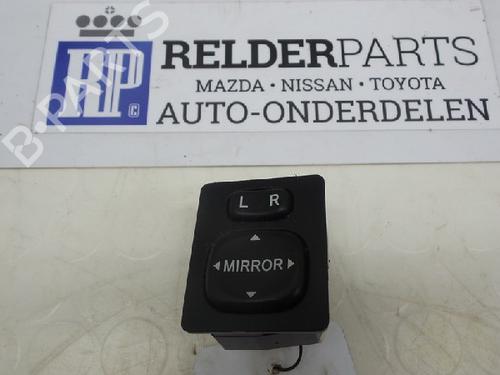 RELDERPARTS
MAZDA • NISSAN • TOYOTA
AUTO-ONDERDELEN
RP
C
B-PARTS
L R
MIRROR